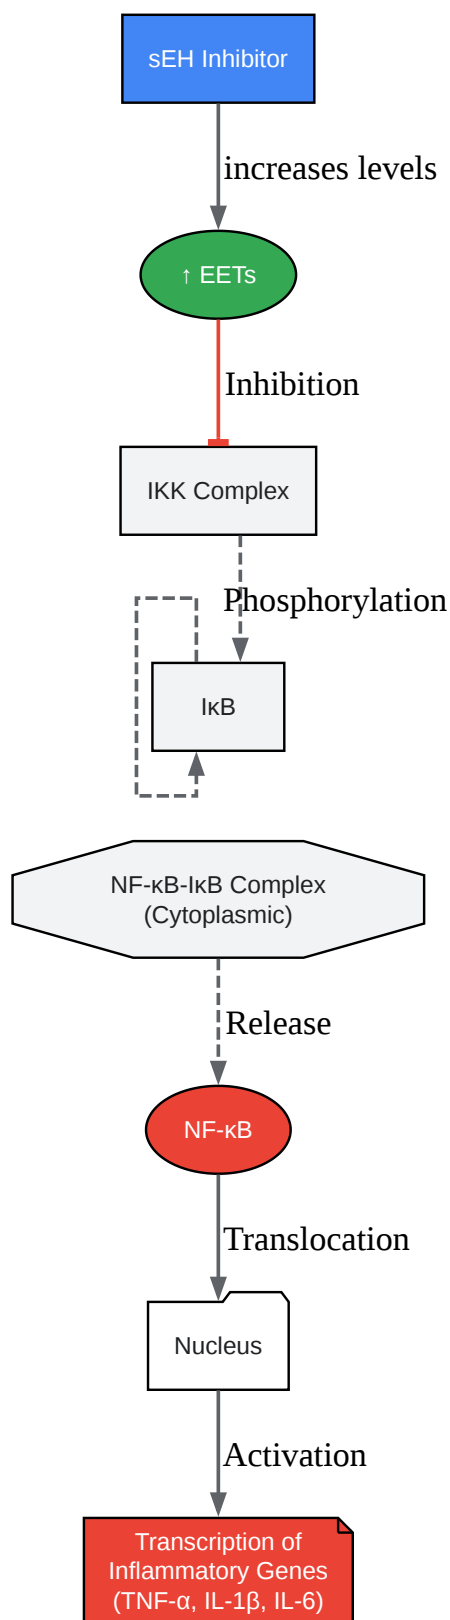 sEH Inhibitor
increases levels
↑ EETs
Inhibition
IKK Complex
Phosphorylation
IκB
NF-κB-IκB Complex
(Cytoplasmic)
Release
NF-κB
Translocation
Nucleus
Activation
Transcription of
Inflammatory Genes
(TNF-α, IL-1β, IL-6)